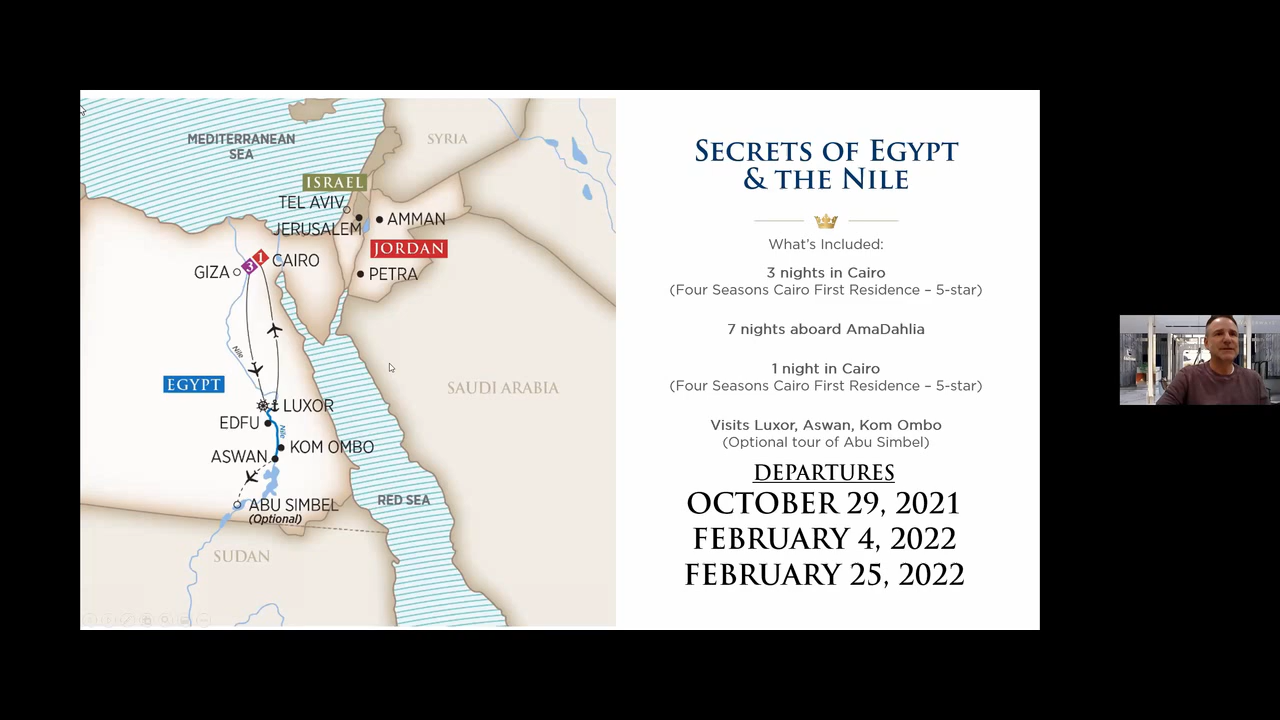 MEDITERRANEAN
SEA
SYRIA
ISRAEL
TEL AVIV
JERUSALEM
AMMAN
JORDAN
PETRA
GIZA
3
1
CAIRO
Nile
EGYPT
SAUDI ARABIA
LUXOR
EDFU
Nile
KOM OMBO
ASWAN
ABU SIMBEL
(Optional)
RED SEA
SUDAN
SECRETS OF EGYPT
& THE NILE
What's Included:
3 nights in Cairo
(Four Seasons Cairo First Residence – 5-star)
7 nights aboard AmaDahlia
1 night in Cairo
(Four Seasons Cairo First Residence – 5-star)
Visits Luxor, Aswan, Kom Ombo
(Optional tour of Abu Simbel)
DEPARTURES
OCTOBER 29, 2021
FEBRUARY 4, 2022
FEBRUARY 25, 2022